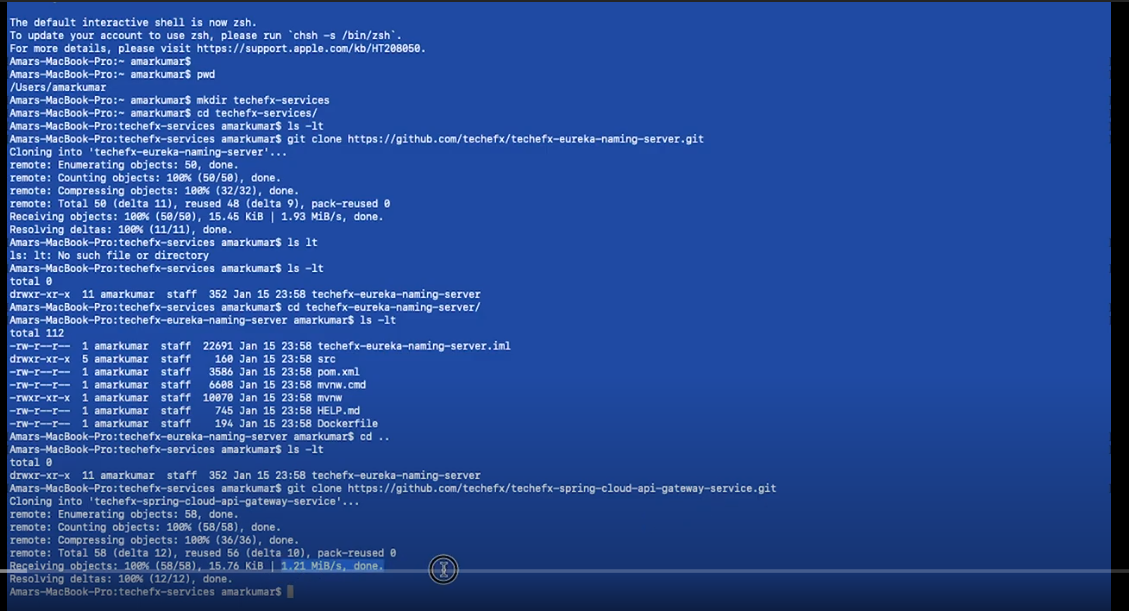 The default interactive shell is now zsh.
To update your account to use zsh, please run `chsh -s /bin/zsh`.
For more details, please visit https://support.apple.com/kb/HT208050.
Amars-MacBook-Pro:~ amarkumar$
Amars-MacBook-Pro:~ amarkumar$ pwd
/Users/amarkumar
Amars-MacBook-Pro:~ amarkumar$ mkdir techefx-services
Amars-MacBook-Pro:~ amarkumar$ cd techefx-services/
Amars-MacBook-Pro:techefx-services amarkumar$ ls -lt
Amars-MacBook-Pro:techefx-services amarkumar$ git clone https://github.com/techefx/techefx-eureka-naming-server.git
Cloning into 'techefx-eureka-naming-server'...
remote: Enumerating objects: 50, done.
remote: Counting objects: 100% (50/50), done.
remote: Compressing objects: 100% (32/32), done.
remote: Total 50 (delta 11), reused 48 (delta 9), pack-reused 0
Receiving objects: 100% (50/50), 15.45 KiB | 1.93 MiB/s, done.
Resolving deltas: 100% (11/11), done.
Amars-MacBook-Pro:techefx-services amarkumar$ ls lt
ls: lt: No such file or directory
Amars-MacBook-Pro:techefx-services amarkumar$ ls -lt
total 0
drwxr-xr-x  11 amarkumar  staff  352 Jan 15 23:58 techefx-eureka-naming-server
Amars-MacBook-Pro:techefx-services amarkumar$ cd techefx-eureka-naming-server/
Amars-MacBook-Pro:techefx-eureka-naming-server amarkumar$ ls -lt
total 112
-rw-r--r--  1 amarkumar  staff  22691 Jan 15 23:58 techefx-eureka-naming-server.iml
drwxr-xr-x  5 amarkumar  staff    160 Jan 15 23:58 src
-rw-r--r--  1 amarkumar  staff   3586 Jan 15 23:58 pom.xml
-rw-r--r--  1 amarkumar  staff   6608 Jan 15 23:58 mvnw.cmd
-rwxr-xr-x  1 amarkumar  staff  10070 Jan 15 23:58 mvnw
-rw-r--r--  1 amarkumar  staff    745 Jan 15 23:58 HELP.md
-rw-r--r--  1 amarkumar  staff    194 Jan 15 23:58 Dockerfile
Amars-MacBook-Pro:techefx-eureka-naming-server amarkumar$ cd ..
Amars-MacBook-Pro:techefx-services amarkumar$ ls -lt
total 0
drwxr-xr-x  11 amarkumar  staff  352 Jan 15 23:58 techefx-eureka-naming-server
Amars-MacBook-Pro:techefx-services amarkumar$ git clone https://github.com/techefx/techefx-spring-cloud-api-gateway-service.git
Cloning into 'techefx-spring-cloud-api-gateway-service'...
remote: Enumerating objects: 58, done.
remote: Counting objects: 100% (58/58), done.
remote: Compressing objects: 100% (36/36), done.
remote: Total 58 (delta 12), reused 56 (delta 10), pack-reused 0
Receiving objects: 100% (58/58), 15.76 KiB | 1.21 MiB/s, done.
Resolving deltas: 100% (12/12), done.
Amars-MacBook-Pro:techefx-services amarkumar$